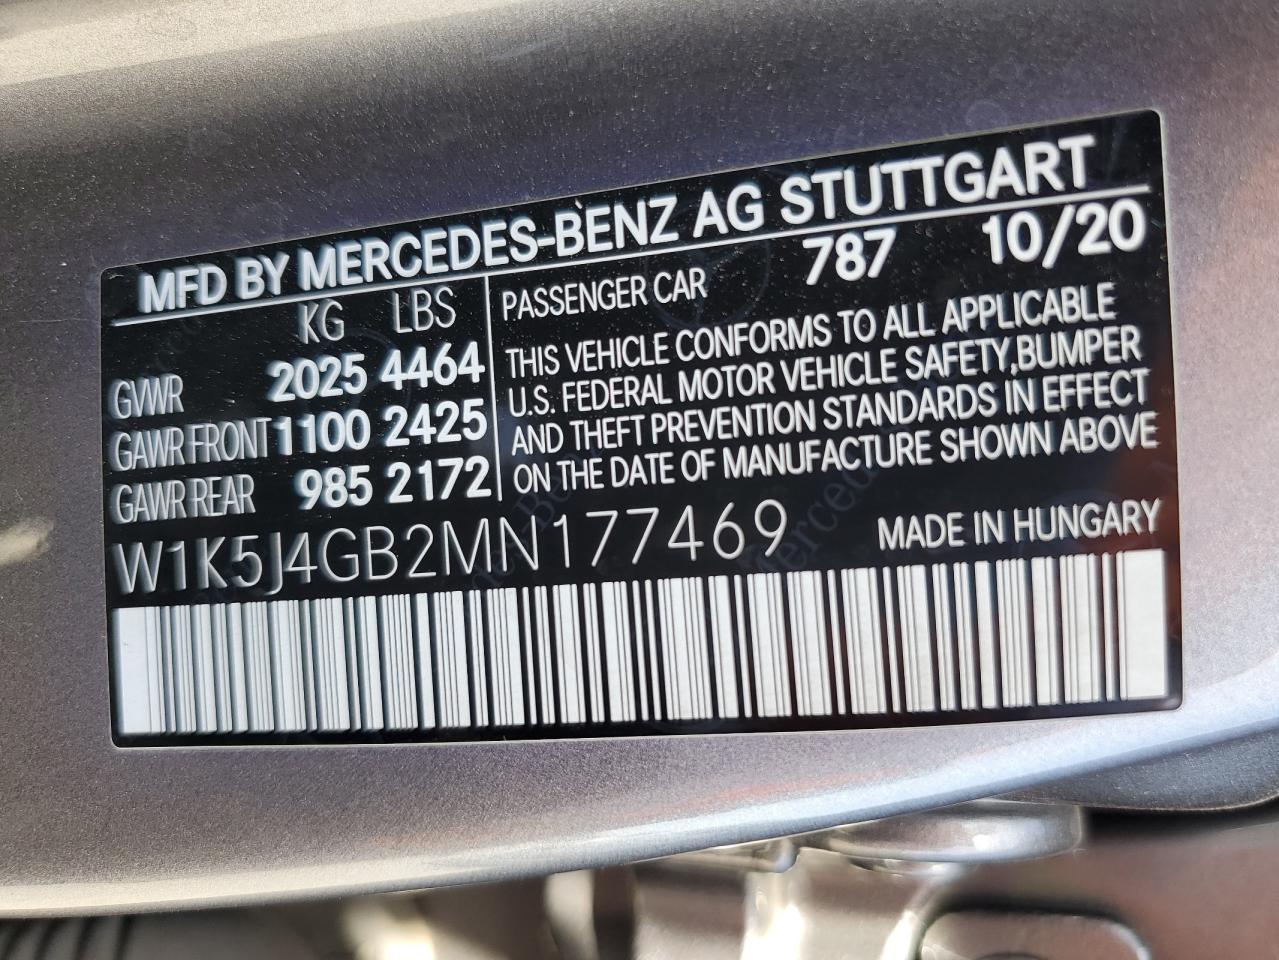 MFD BY MERCEDES-BENZ AG STUTTGART
KG LBS
GVWR 2025 4464
GAWR FRONT 1100 2425
GAWR REAR 985 2172
PASSENGER CAR 787 10/20
THIS VEHICLE CONFORMS TO ALL APPLICABLE
U.S. FEDERAL MOTOR VEHICLE SAFETY,BUMPER
AND THEFT PREVENTION STANDARDS IN EFFECT
ON THE DATE OF MANUFACTURE SHOWN ABOVE
W1K5J4GB2MN177469 MADE IN HUNGARY